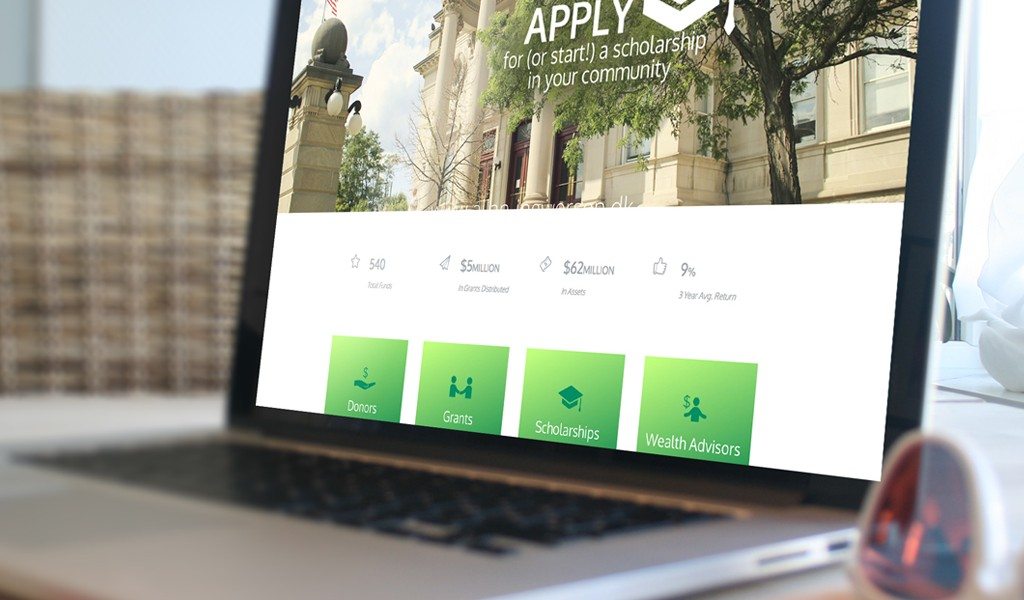 APPLY
for (or start!) a scholarship
in your community
540
Total Funds
$5MILLION
In Grants Distributed
$62MILLION
In Assets
9%
3 Year Avg. Return
Donors
Grants
Scholarships
Wealth Advisors